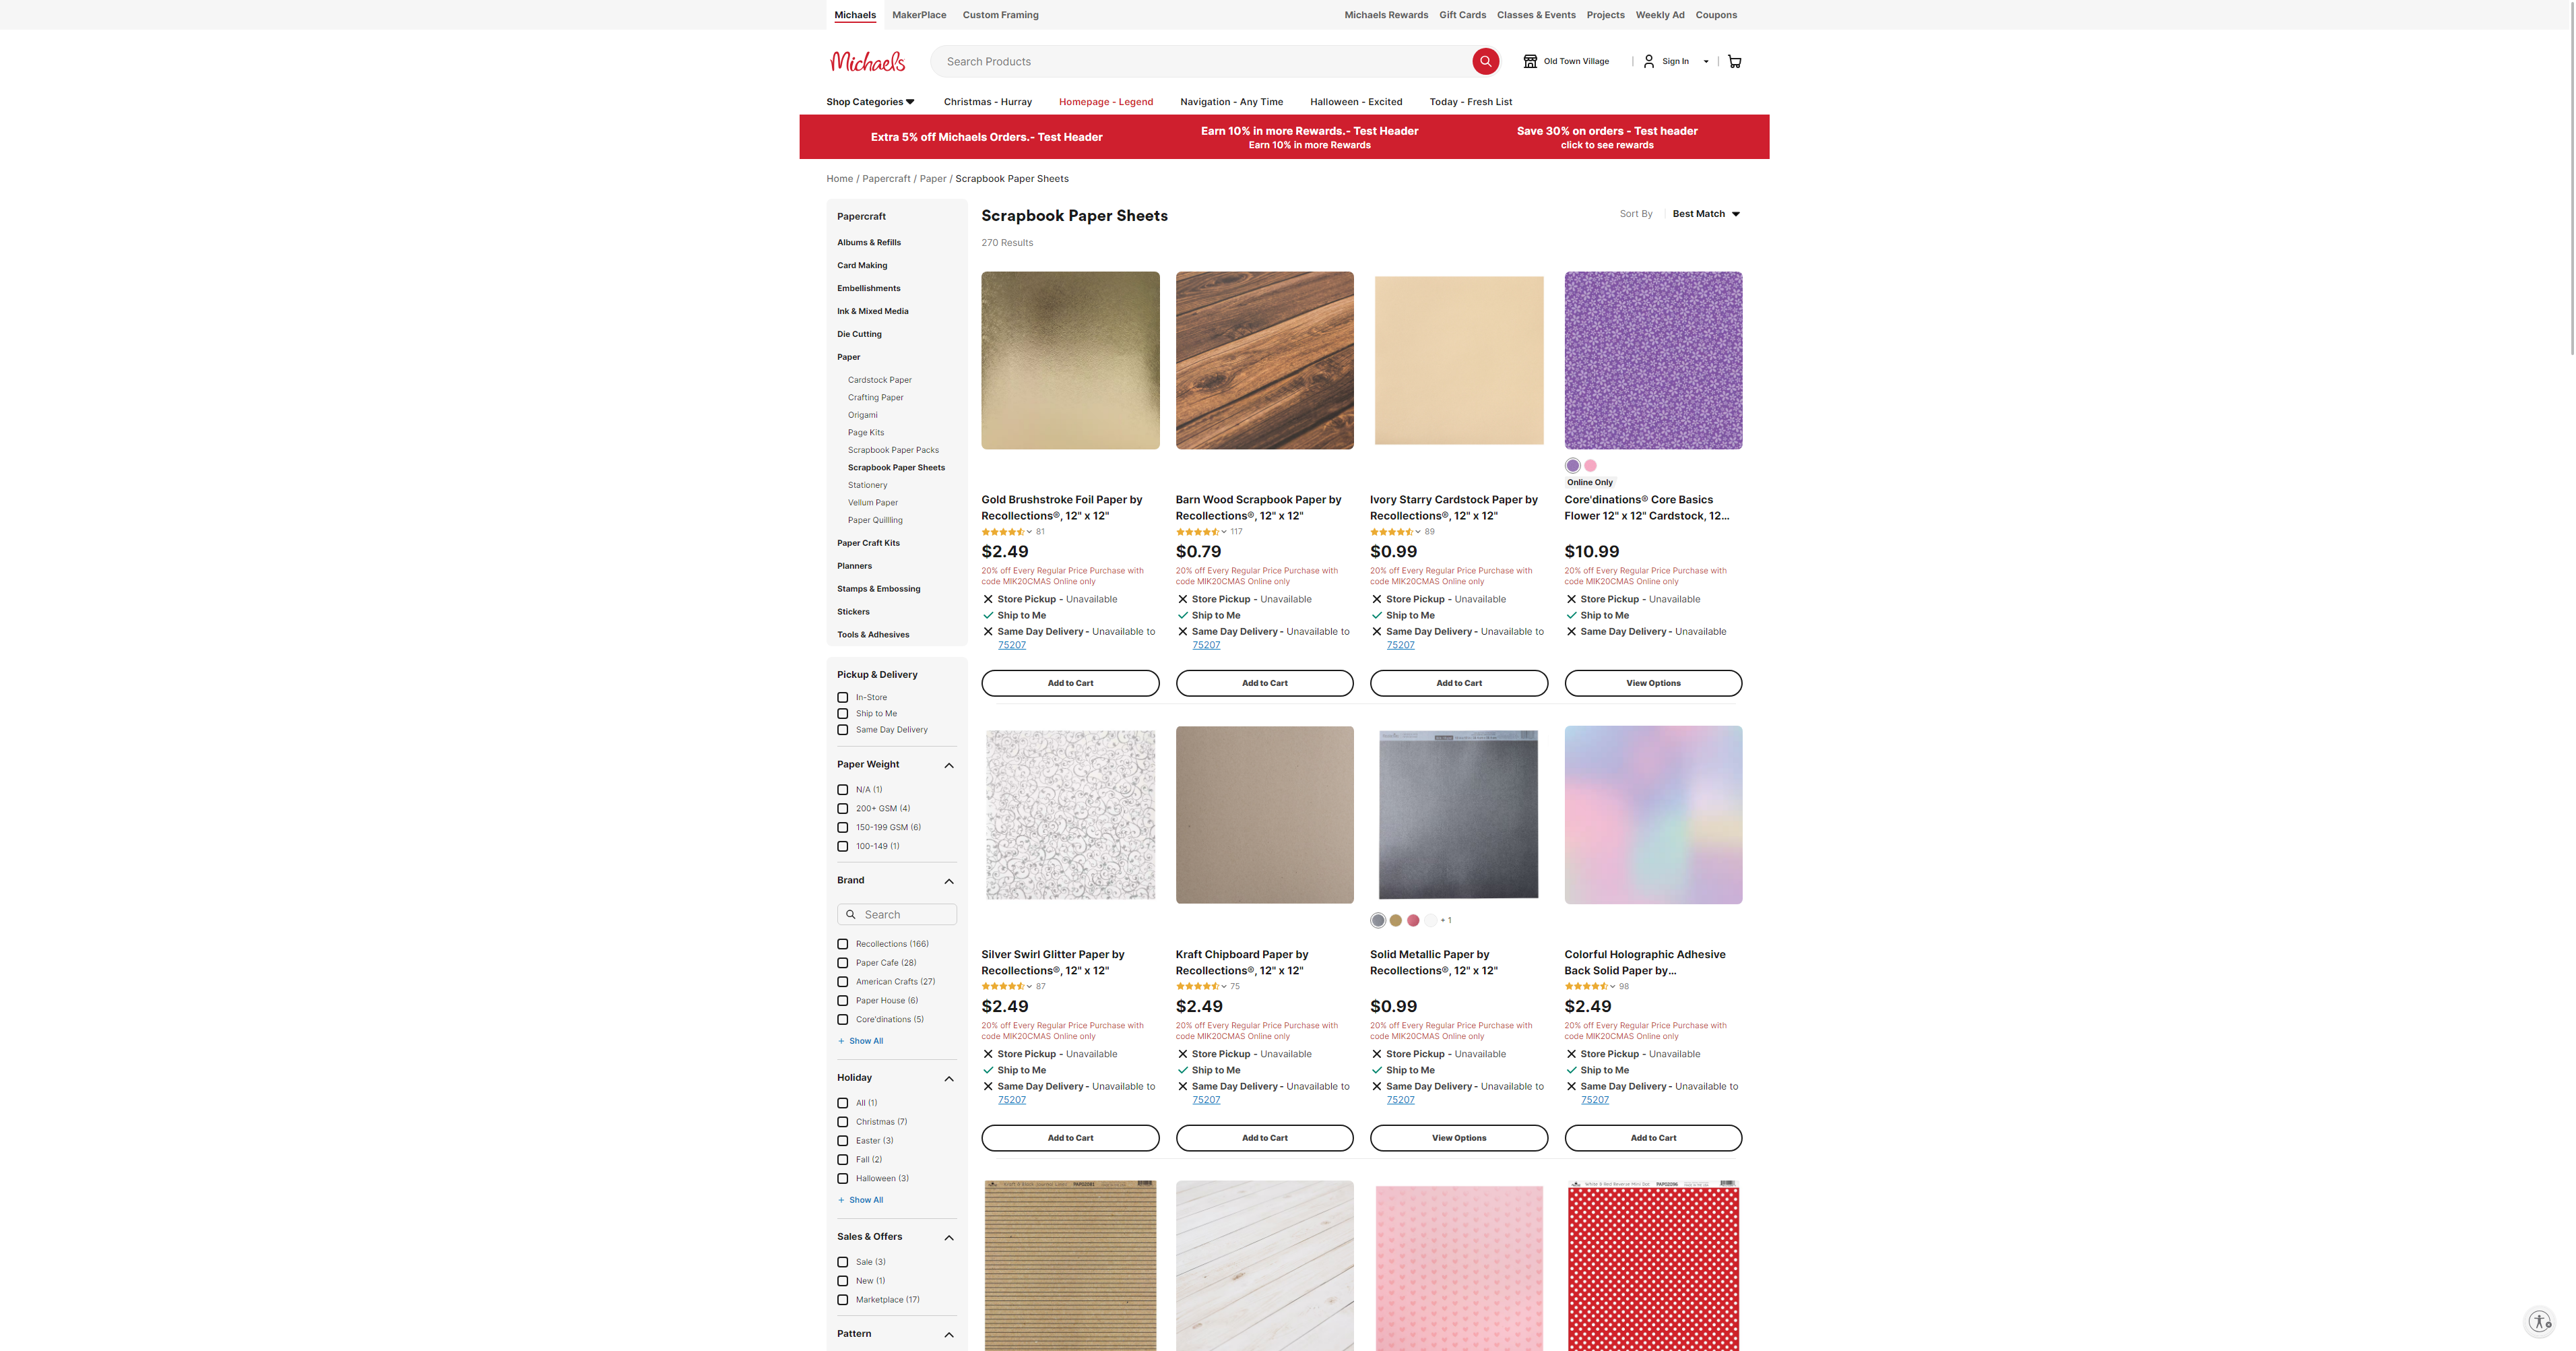 Michaels
MakerPlace
Custom Framing
Michaels Rewards
Gift Cards
Classes & Events
Projects
Weekly Ad
Coupons
Michaels
Search Products
Old Town Village
Sign In
Shop Categories
Christmas - Hurray
Homepage - Legend
Navigation - Any Time
Halloween - Excited
Today - Fresh List
Extra 5% off Michaels Orders.- Test Header
Earn 10% in more Rewards.- Test Header
Earn 10% in more Rewards
Save 30% on orders - Test header
click to see rewards
Home / Papercraft / Paper / Scrapbook Paper Sheets
Papercraft
Albums & Refills
Card Making
Embellishments
Ink & Mixed Media
Die Cutting
Paper
Cardstock Paper
Crafting Paper
Origami
Page Kits
Scrapbook Paper Packs
Scrapbook Paper Sheets
Stationery
Vellum Paper
Paper Quillling
Paper Craft Kits
Planners
Stamps & Embossing
Stickers
Tools & Adhesives
Pickup & Delivery
In-Store
Ship to Me
Same Day Delivery
Paper Weight
N/A (1)
200+ GSM (4)
150-199 GSM (6)
100-149 (1)
Brand
Search
Recollections (166)
Paper Cafe (28)
American Crafts (27)
Paper House (6)
Core'dinations (5)
+ Show All
Holiday
All (1)
Christmas (7)
Easter (3)
Fall (2)
Halloween (3)
+ Show All
Sales & Offers
Sale (3)
New (1)
Marketplace (17)
Pattern
Scrapbook Paper Sheets
Sort By
Best Match
270 Results
Gold Brushstroke Foil Paper by
Recollections®, 12" x 12"
81
$2.49
20% off Every Regular Price Purchase with
code MIK20CMAS Online only
Store Pickup - Unavailable
Ship to Me
Same Day Delivery - Unavailable to
75207
Add to Cart
Barn Wood Scrapbook Paper by
Recollections®, 12" x 12"
117
$0.79
20% off Every Regular Price Purchase with
code MIK20CMAS Online only
Store Pickup - Unavailable
Ship to Me
Same Day Delivery - Unavailable to
75207
Add to Cart
Ivory Starry Cardstock Paper by
Recollections®, 12" x 12"
89
$0.99
20% off Every Regular Price Purchase with
code MIK20CMAS Online only
Store Pickup - Unavailable
Ship to Me
Same Day Delivery - Unavailable to
75207
Add to Cart
Online Only
Core'dinations® Core Basics
Flower 12" x 12" Cardstock, 12...
$10.99
20% off Every Regular Price Purchase with
code MIK20CMAS Online only
Store Pickup - Unavailable
Ship to Me
Same Day Delivery - Unavailable
View Options
Silver Swirl Glitter Paper by
Recollections®, 12" x 12"
87
$2.49
20% off Every Regular Price Purchase with
code MIK20CMAS Online only
Store Pickup - Unavailable
Ship to Me
Same Day Delivery - Unavailable to
75207
Add to Cart
Kraft Chipboard Paper by
Recollections®, 12" x 12"
75
$2.49
20% off Every Regular Price Purchase with
code MIK20CMAS Online only
Store Pickup - Unavailable
Ship to Me
Same Day Delivery - Unavailable to
75207
Add to Cart
+ 1
Solid Metallic Paper by
Recollections®, 12" x 12"
$0.99
20% off Every Regular Price Purchase with
code MIK20CMAS Online only
Store Pickup - Unavailable
Ship to Me
Same Day Delivery - Unavailable to
75207
View Options
Colorful Holographic Adhesive
Back Solid Paper by...
98
$2.49
20% off Every Regular Price Purchase with
code MIK20CMAS Online only
Store Pickup - Unavailable
Ship to Me
Same Day Delivery - Unavailable to
75207
Add to Cart